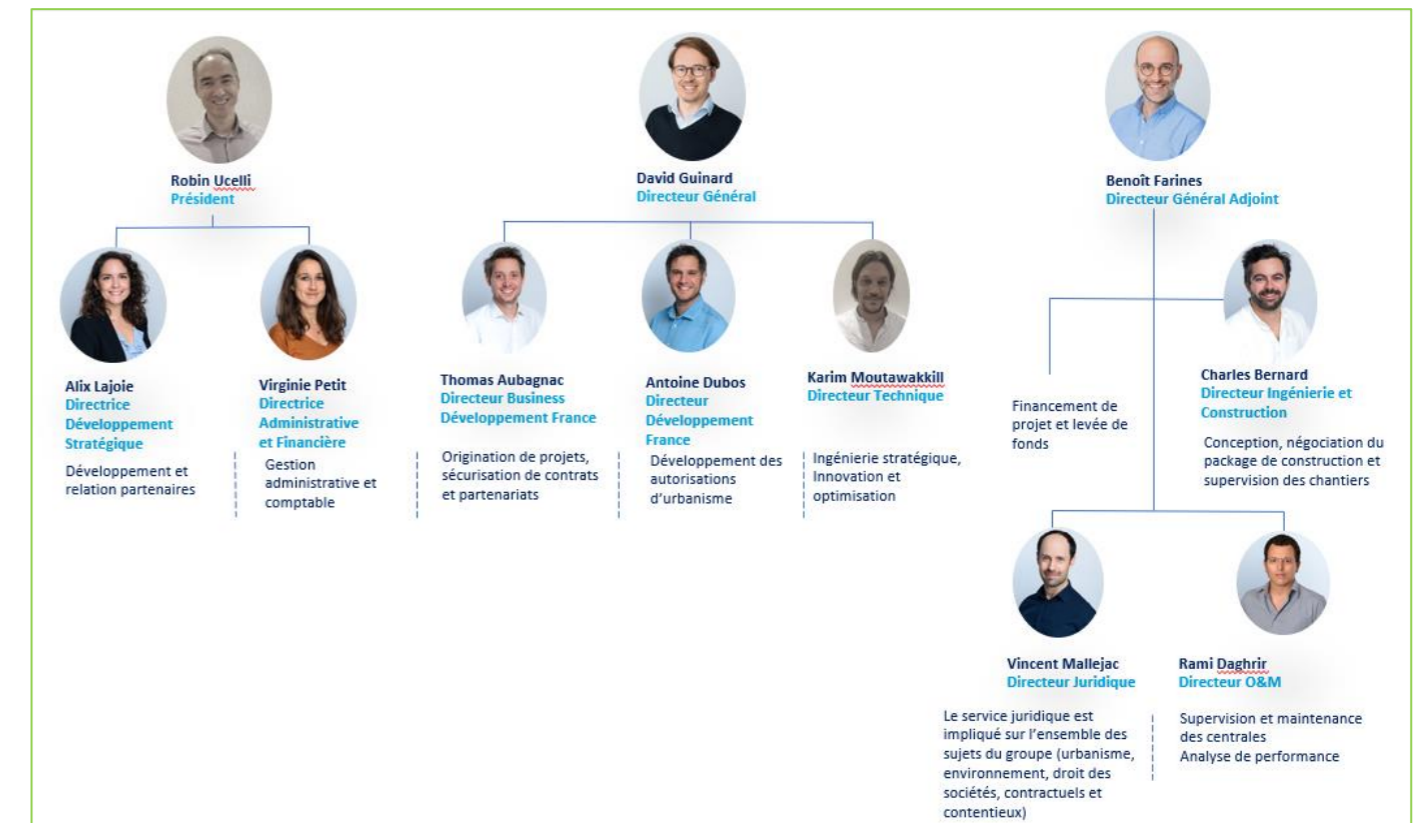 Robin Ucelli
Président
David Guinard
Directeur Général
Benoît Farines
Directeur Général Adjoint
Alix Lajoie
Directrice
Développement
Stratégique
Développement et
relation partenaires
Virginie Petit
Directrice
Administrative
et Financière
Gestion
administrative et
comptable
Thomas Aubagnac
Directeur Business
Développement France
Origination de projets,
sécurisation de contrats
et partenariats
Antoine Dubos
Directeur
Développement
France
Développement des
autorisations
d’urbanisme
Karim Moutawakkill
Directeur Technique
Ingénierie stratégique,
Innovation et
optimisation
Financement de
projet et levée de
fonds
Charles Bernard
Directeur Ingénierie et
Construction
Conception, négociation du
package de construction et
supervision des chantiers
Vincent Mallejac
Directeur Juridique
Le service juridique est
impliqué sur l’ensemble des
sujets du groupe (urbanisme,
environnement, droit des
sociétés, contractuels et
contentieux)
Rami Daghrir
Directeur O&M
Supervision et maintenance
des centrales
Analyse de performance